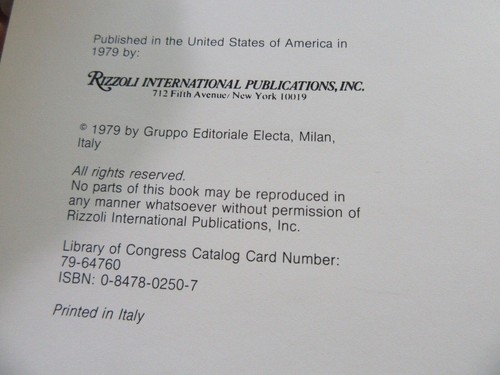 Published in the United States of America in
1979 by:
RIZZOLI INTERNATIONAL PUBLICATIONS, INC.
712 Fifth Avenue/ New York 10019
© 1979 by Gruppo Editoriale Electa, Milan,
Italy
All rights reserved.
No parts of this book may be reproduced in
any manner whatsoever without permission of
Rizzoli International Publications, Inc.
Library of Congress Catalog Card Number:
79-64760
ISBN: 0-8478-0250-7
Printed in Italy